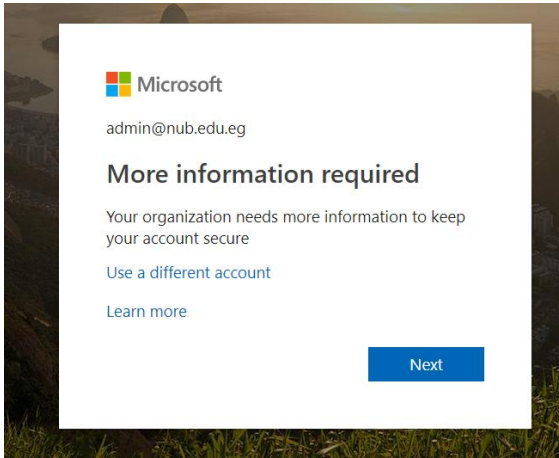 Microsoft
admin@nub.edu.eg
More information required
Your organization needs more information to keep
your account secure
Use a different account
Learn more
Next